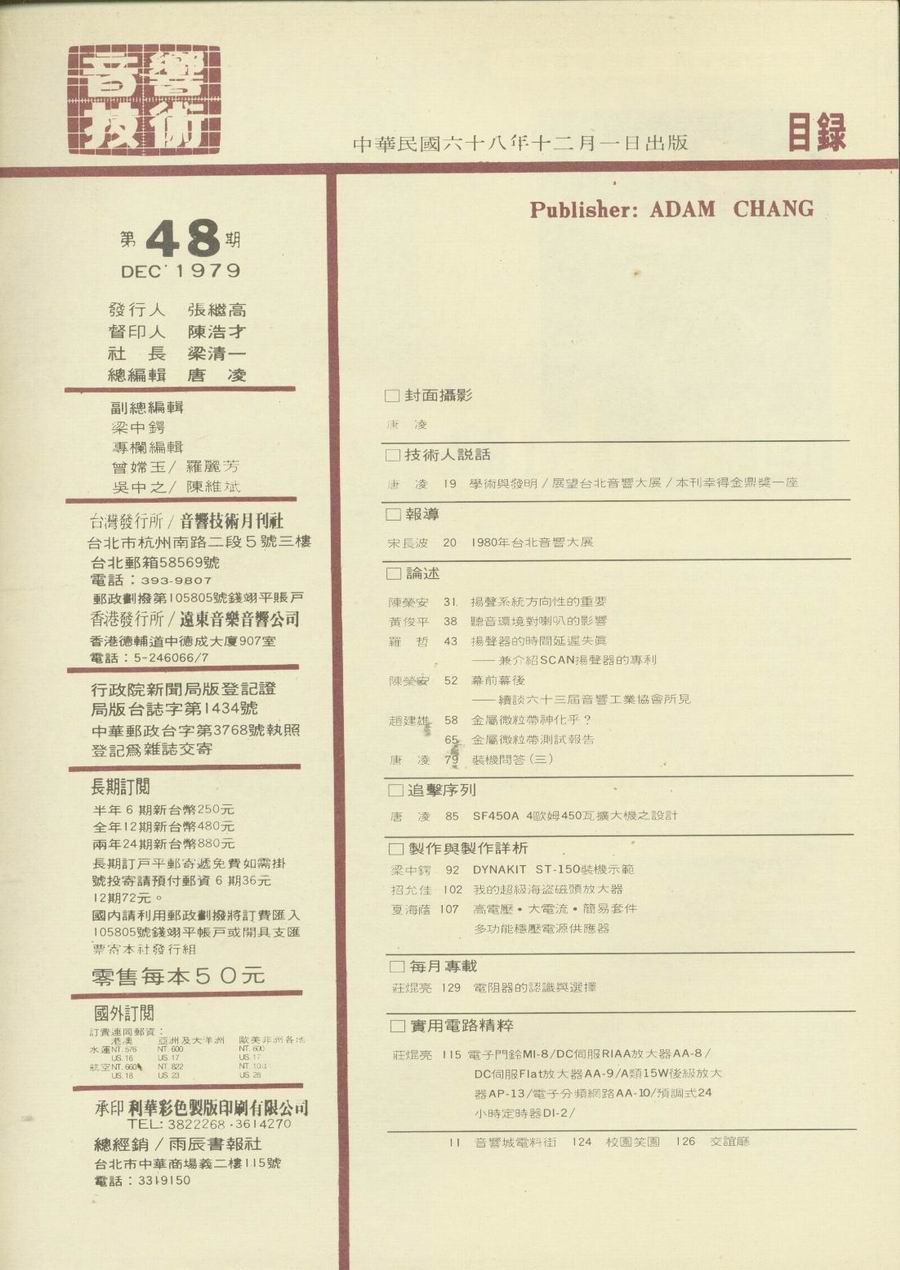 音響
技術
中華民國六十八年十二月一日出版
目録
Publisher: ADAM CHANG
第48期
DEC' 1979
發行人 張繼高
督印人 陳浩才
社 長 梁清一
總編輯 唐 凌
副總編輯
梁中鍔
專欄編輯
曾嫦玉/ 羅麗芳
吳中之/ 陳維斌
台灣發行所/音響技術月刊社
台北市杭州南路二段5號三樓
台北郵箱58569號
電話：393-9807
郵政劃撥第105805號錢翊平賬戶
香港發行所/遠東音樂音響公司
香港德輔道中德成大廈907室
電話：5-246066/7
行政院新聞局版登記證
局版台誌字第1434號
中華郵政台字第3768號執照
登記為雜誌交寄
長期訂閱
半年6期新台幣250元
全年12期新台幣480元
兩年24期新台幣880元
長期訂戶平郵寄遞免費如需掛
號投寄請預付郵資6期36元
12期72元。
國內請利用郵政劃撥將訂費匯入
105805號錢翊平帳戶或開具支匯
票寄本社發行組
零售每本50元
國外訂閱
訂費連同郵資：
港澳 亞洲及大洋洲 歐美非洲各地
水運 NT.576 NT.600 NT.600
US.16 US.17 US.17
航空 NT.660 NT.822
US.18 US.23 US.28
承印 利華彩色製版印刷有限公司
TEL: 3822268·3614270
總經銷/雨辰書報社
台北市中華商場義二樓115號
電話：3319150
□封面攝影
唐 凌
□技術人説話
唐 凌 19 學術與發明/展望台北音響大展/本刊幸得金鼎獎一座
□報導
宋長波 20 1980年台北音響大展
□論述
陳榮安 31 揚聲系統方向性的重要
黃俊平 38 聽音環境對喇叭的影響
羅 哲 43 揚聲器的時間延遲失真
——兼介紹SCAN揚聲器的專利
陳榮安 52 幕前幕後
——續談六十三屆音響工業協會所見
趙建雄 58 金屬微粒帶神化乎？
65 金屬微粒帶測試報告
唐 凌 79 裝機問答(三)
□追擊序列
唐 凌 85 SF450A 4歐姆450瓦擴大機之設計
□製作與製作詳析
梁中鍔 92 DYNAKIT ST-150裝機示範
招允佳 102 我的超級海盜磁頭放大器
夏海蔭 107 高電壓·大電流·簡易套件
多功能穩壓電源供應器
□每月專載
莊焜亮 129 電阻器的認識與選擇
□實用電路精粹
莊焜亮 115 電子門鈴MI-8/DC伺服RIAA放大器AA-8/
DC伺服Flat放大器AA-9/A類15W後級放大
器AP-13/電子分頻網路AA-10/預調式24
小時定時器DI-2/
11 音響城電料街 124 校園笑園 126 交誼廳